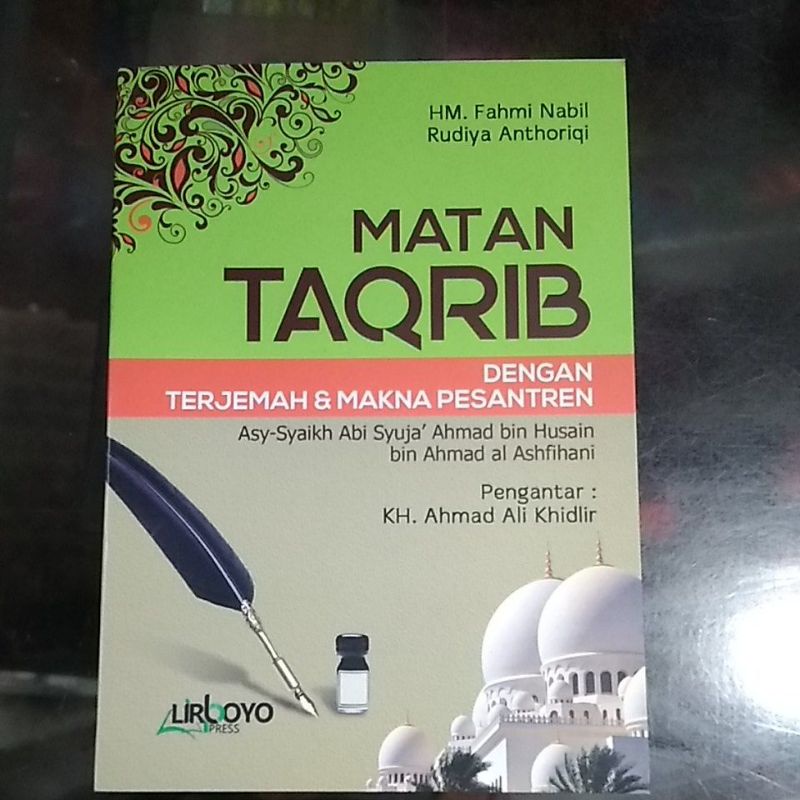 HM. Fahmi Nabil
Rudiya Anthoriqi
MATAN
TAQRIB
DENGAN
TERJEMAH & MAKNA PESANTREN
Asy-Syaikh Abi Syuja' Ahmad bin Husain
bin Ahmad al Ashfihani
Pengantar :
KH. Ahmad Ali Khidlir
LIRBOYO
PRESS